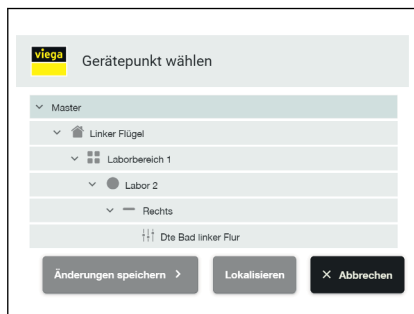 viega
Gerätepunkt wählen
Master
Linker Flügel
Laborbereich 1
Labor 2
Rechts
Dte Bad linker Flur
Änderungen speichern
Lokalisieren
Abbrechen